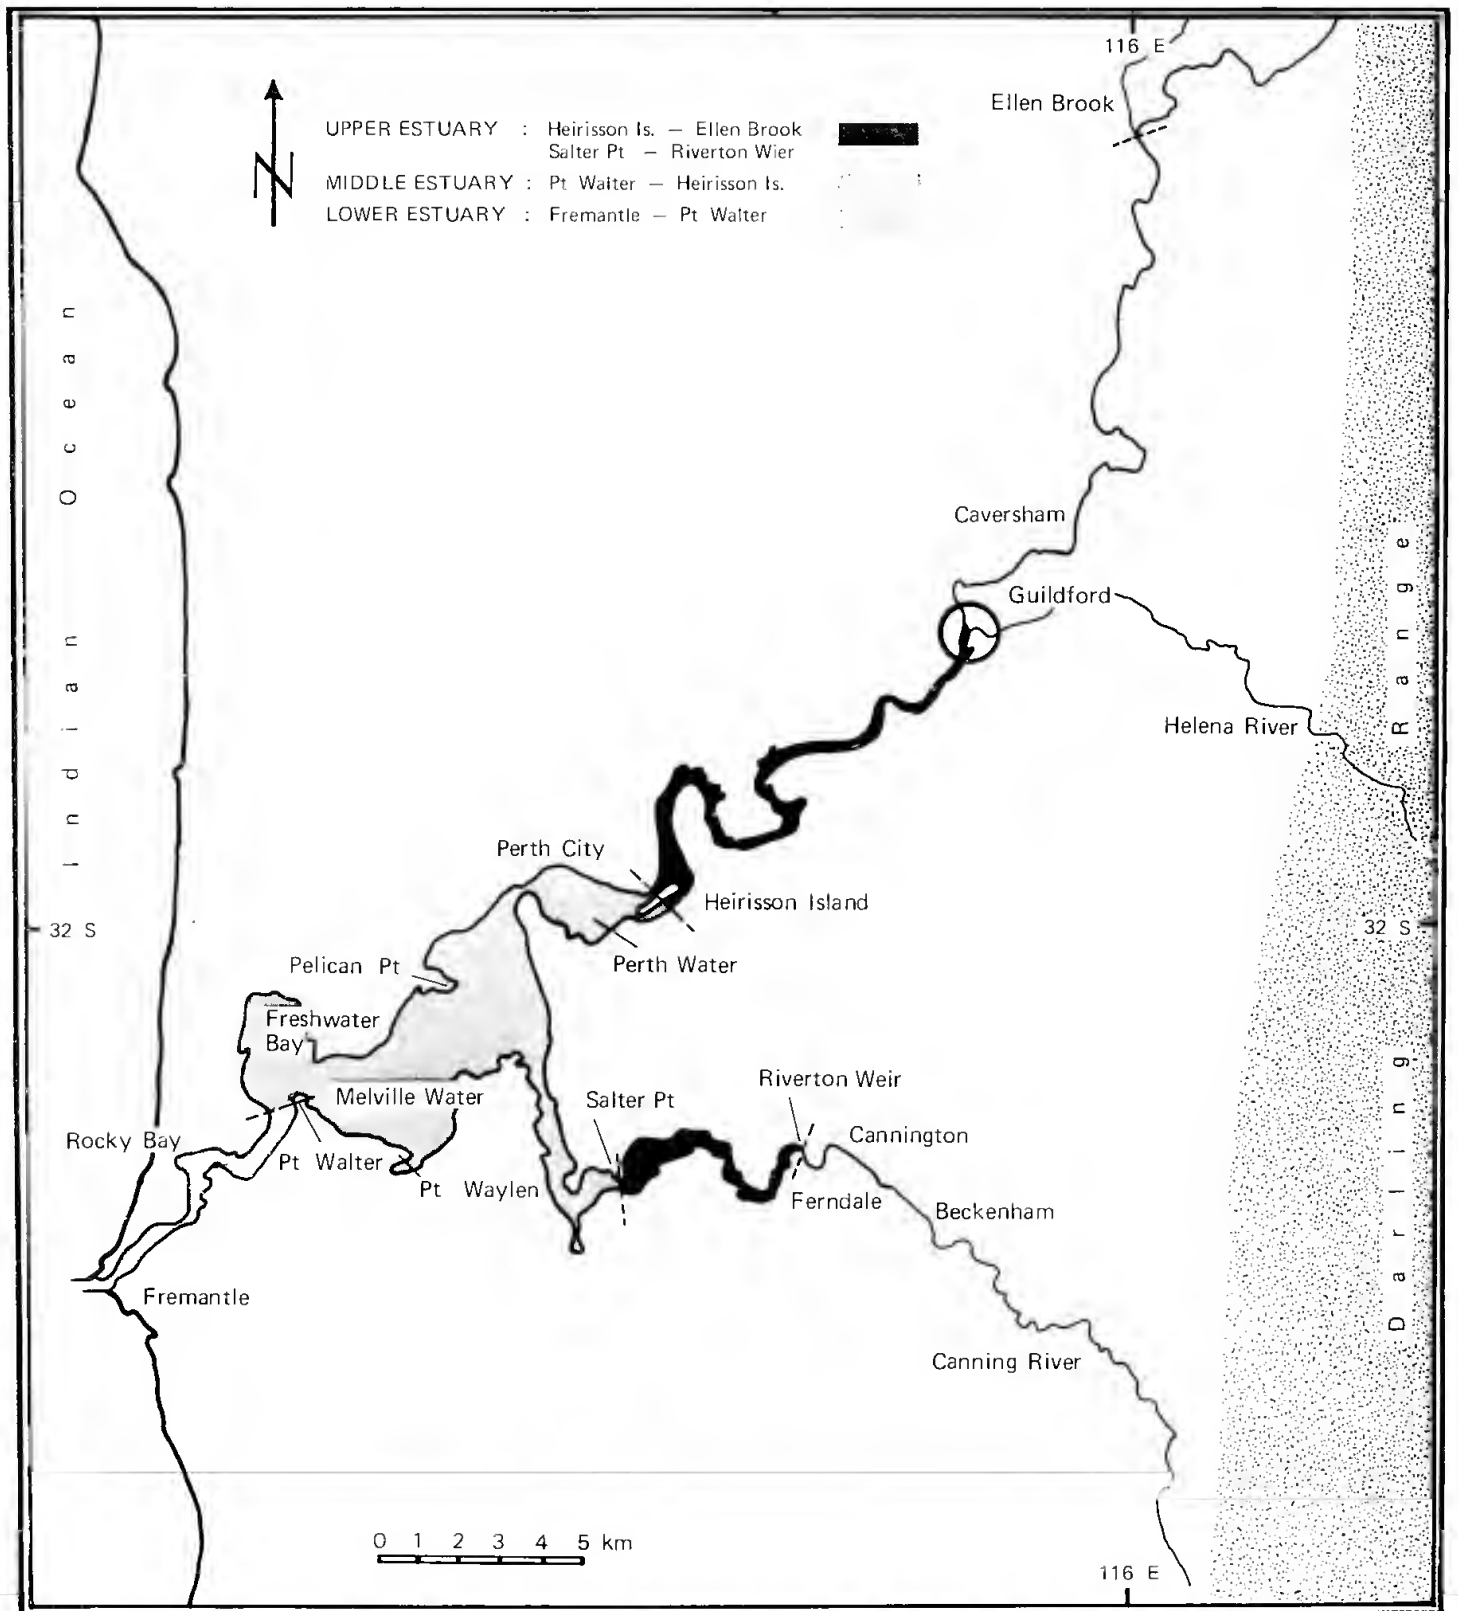 116 E
Ellen Brook
N
UPPER ESTUARY : Heirisson Is. — Ellen Brook
Salter Pt — Riverton Wier
MIDDLE ESTUARY : Pt Walter — Heirisson Is.
LOWER ESTUARY : Fremantle — Pt Walter
Indian Ocean
Caversham
Guildford
Darling Range
Helena River
Perth City
Heirisson Island
32 S
32 S
Pelican Pt
Perth Water
Freshwater
Bay
Riverton Weir
Melville Water
Salter Pt
Rocky Bay
Cannington
Pt Walter
Pt Waylen
Ferndale
Beckenham
Fremantle
Canning River
0 1 2 3 4 5 km
116 E